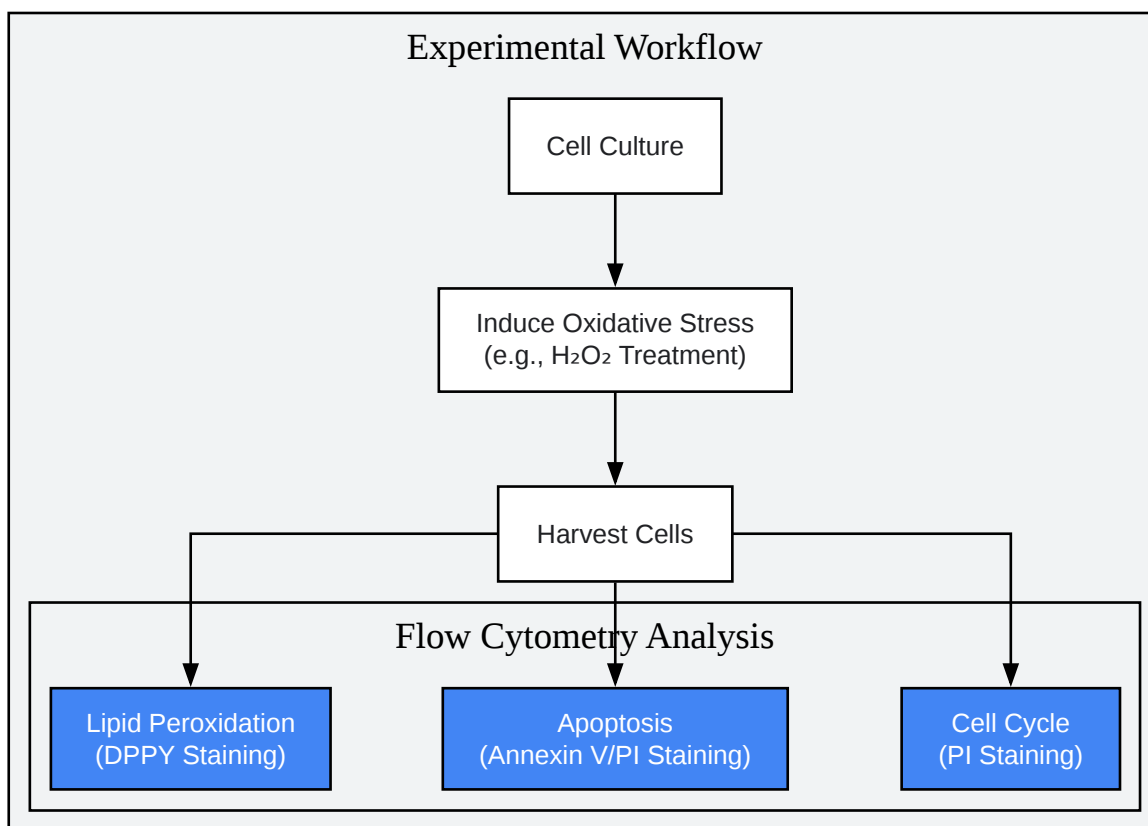 Experimental Workflow
Cell Culture
Induce Oxidative Stress
(e.g., H₂O₂ Treatment)
Harvest Cells
Flow Cytometry Analysis
Lipid Peroxidation
(DPPY Staining)
Apoptosis
(Annexin V/PI Staining)
Cell Cycle
(PI Staining)